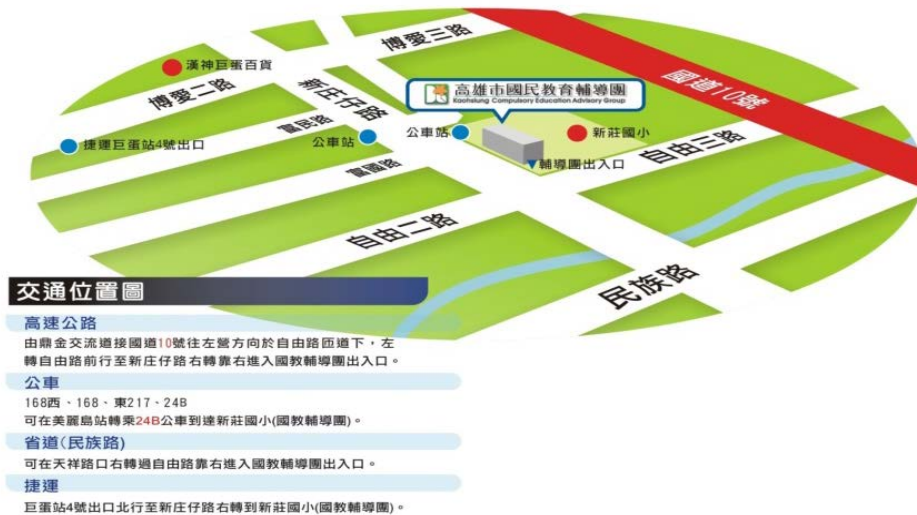 博愛三路
漢神巨蛋百貨
博愛二路
新庄仔路
國道10號
高雄市國民教育輔導團
Kaohsiung Compulsory Education Advisory Group
富民路
捷運巨蛋站4號出口
公車站
公車站
新莊國小
富國路
輔導團出入口
自由三路
自由二路
民族路
交通位置圖
高速公路
由鼎金交流道接國道10號往左營方向於自由路匝道下，左
轉自由路前行至新庄仔路右轉靠右進入國教輔導團出入口。
公車
168西、168、東217、24B
可在美麗島站轉乘24B公車到達新莊國小(國教輔導團)。
省道(民族路)
可在天祥路口右轉過自由路靠右進入國教輔導團出入口。
捷運
巨蛋站4號出口北行至新庄仔路右轉到新莊國小(國教輔導團)。